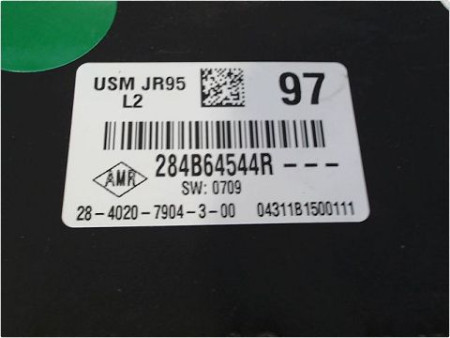 USM JR95 97
L2
AMR 284B64544R---
SW: 0709
28-4020-7904-3-00 04311B1500111